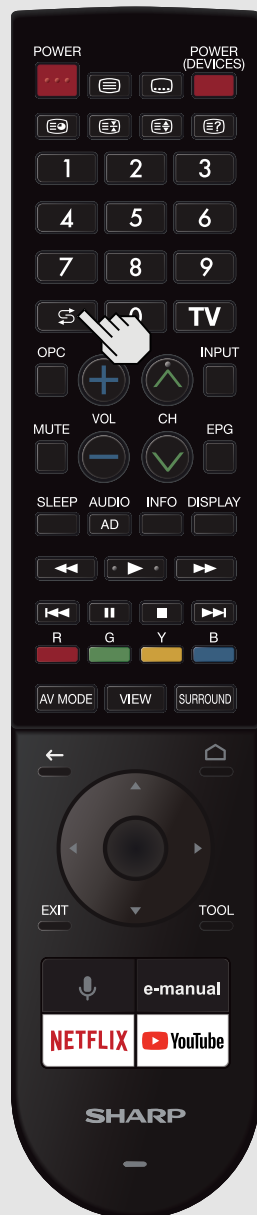 POWER POWER
(DEVICES)
1 2 3
4 5 6
7 8 9
TV
OPC INPUT
MUTE VOL CH EPG
SLEEP AUDIO INFO DISPLAY
AD
R G Y B
AV MODE VIEW SURROUND
EXIT TOOL
e-manual
NETFLIX YouTube
SHARP